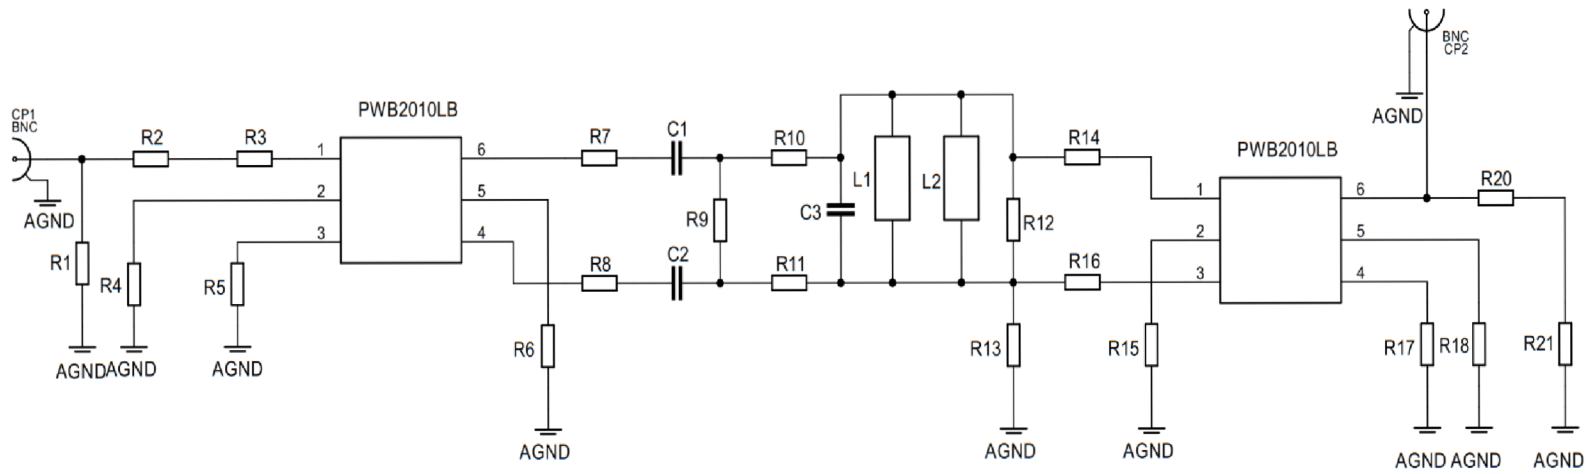 BNC
CP2
AGND
CP1
BNC
PWB2010LB
R2
R3
1
6
R7
C1
R10
R14
PWB2010LB
AGND
2
5
L1
L2
1
6
R20
C3
R9
R12
3
4
2
5
R1
R4
R5
R8
C2
R11
R16
3
4
R6
R13
R15
R17
R18
R21
AGND
AGND
AGND
AGND
AGND
AGND
AGND
AGND
AGND